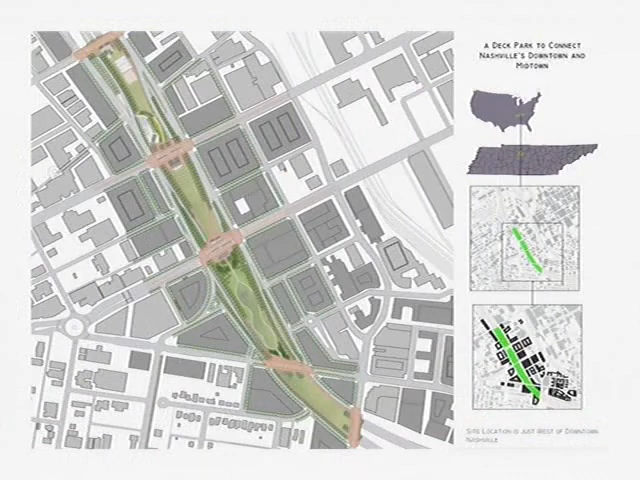 a Deck Park to Connect
Nashville's Downtown and
Midtown
Site Location is just West of Downtown
Nashville